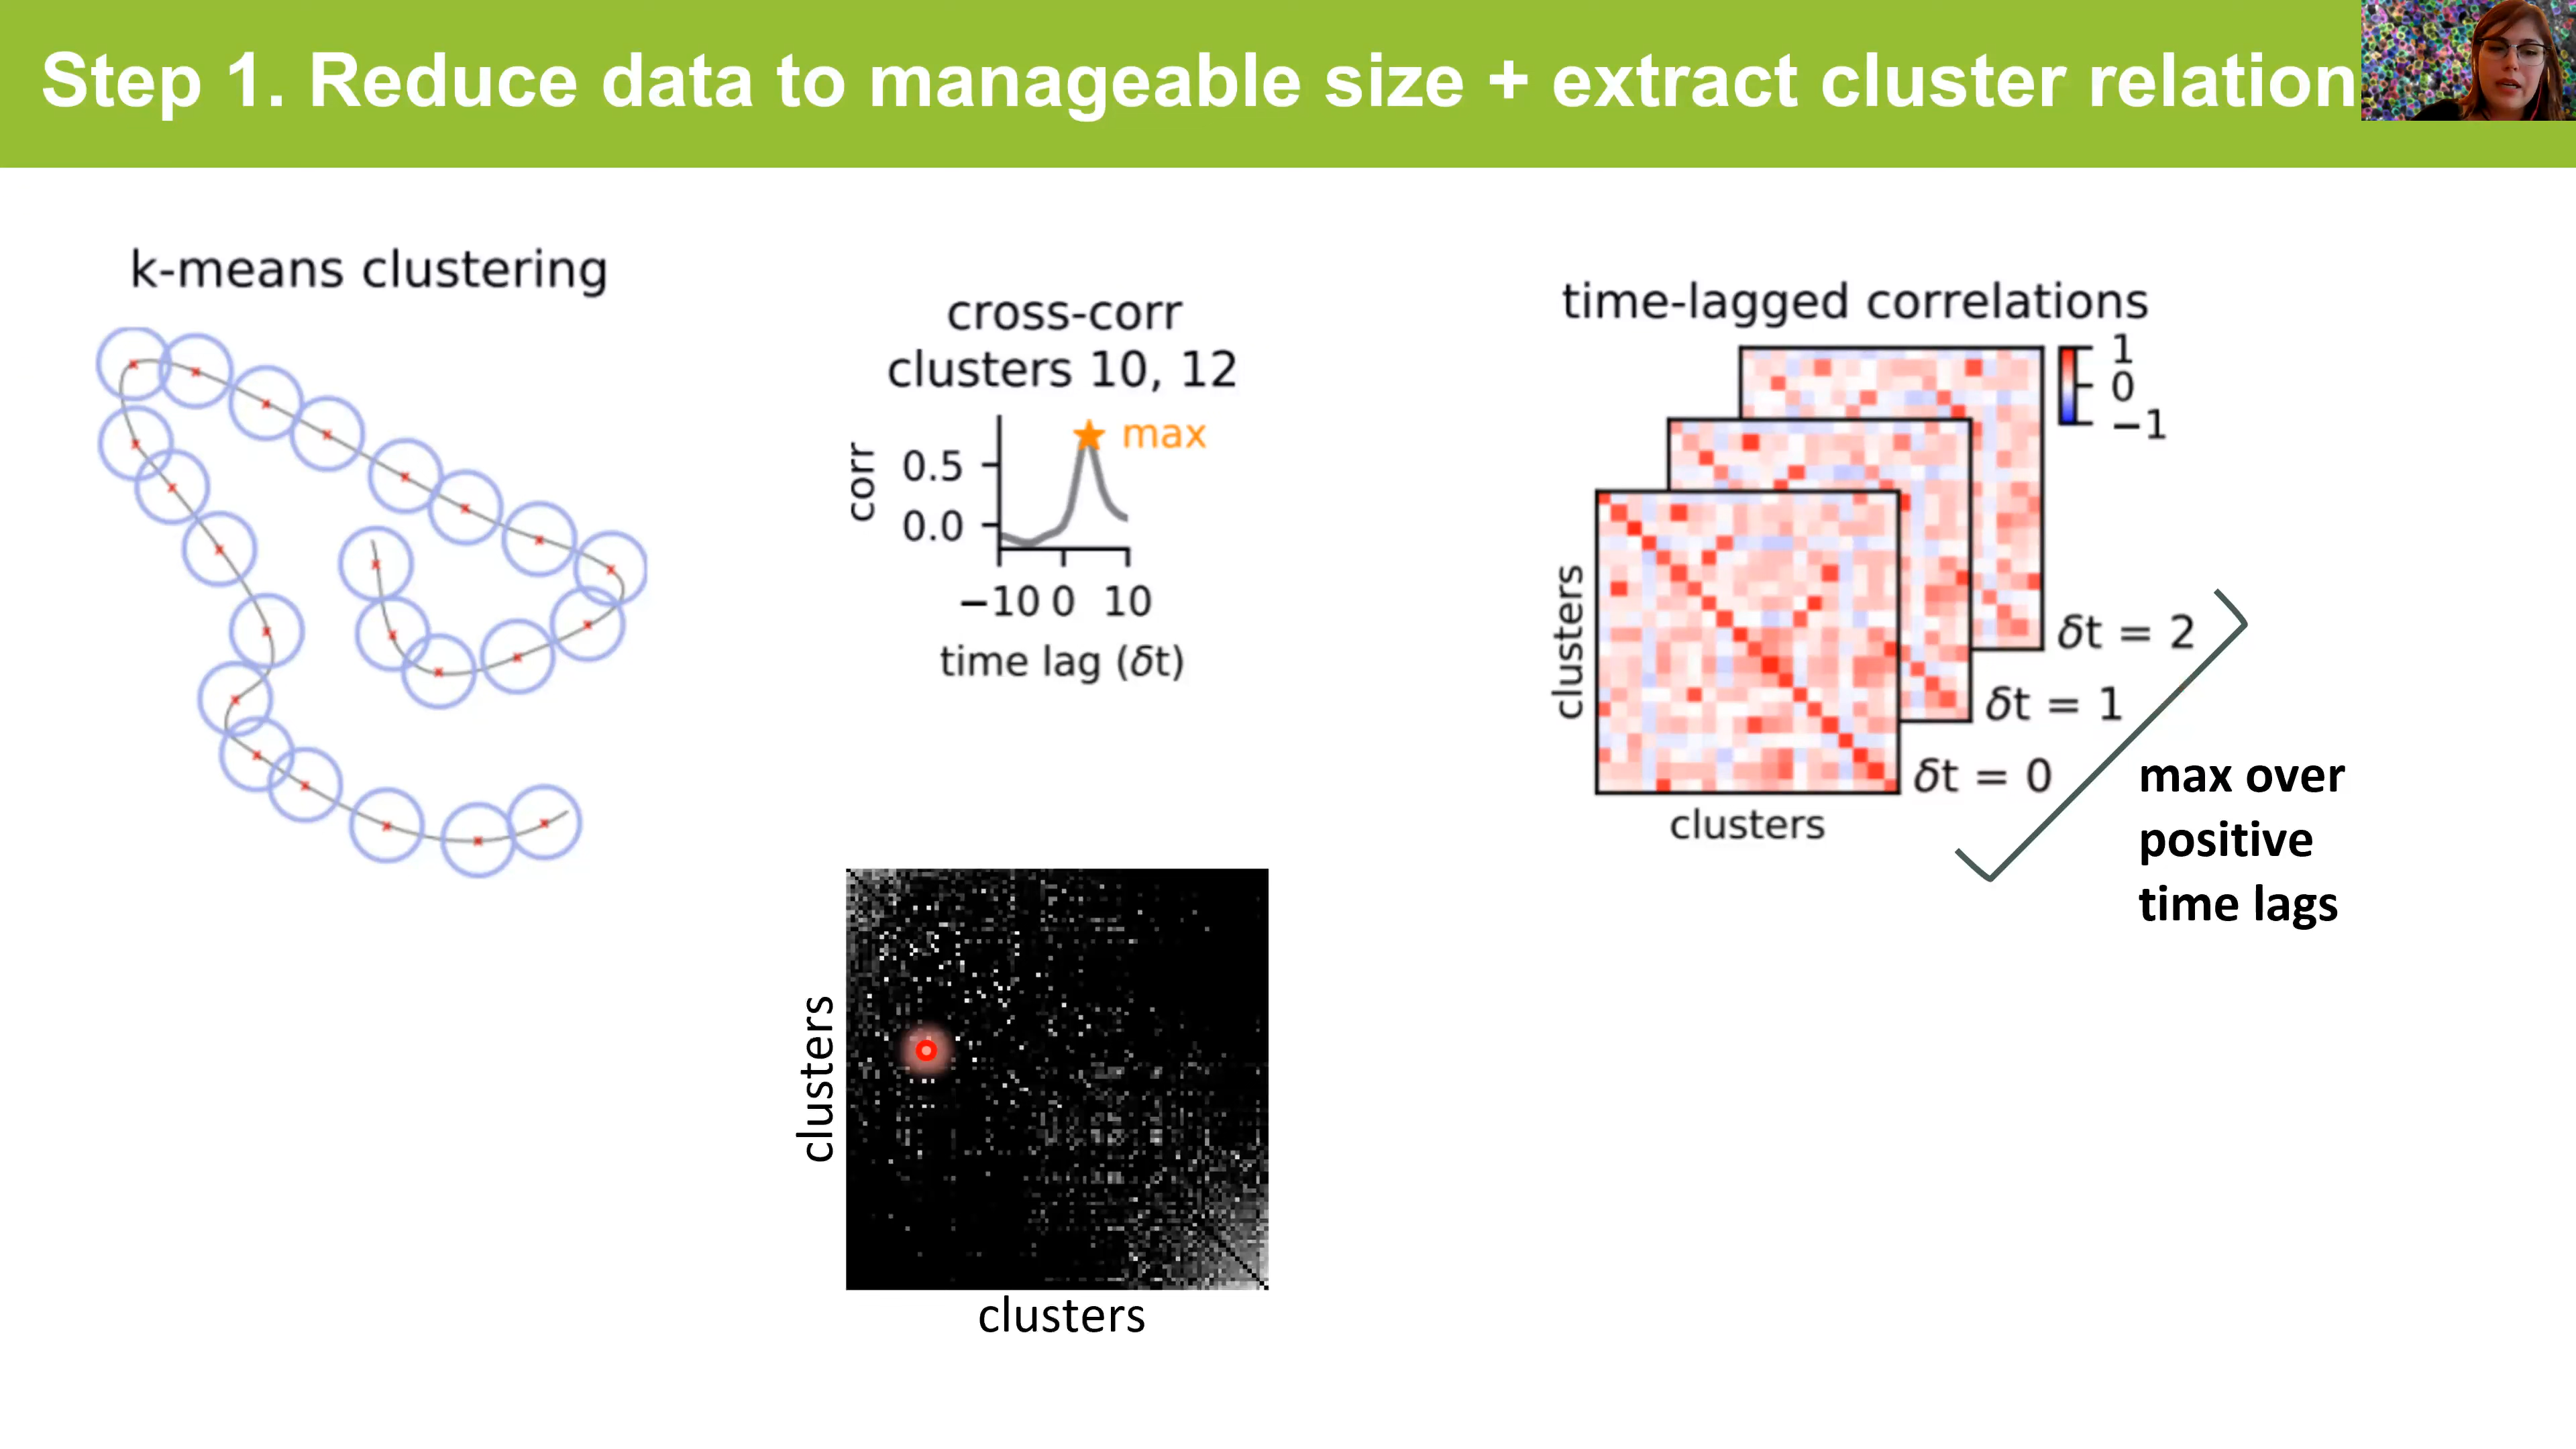 Step 1. Reduce data to manageable size + extract cluster relation
k-means clustering
cross-corr
clusters 10, 12
max
corr
0.5
0.0
−10 0 10
time lag (δt)
clusters
clusters
time-lagged correlations
1
0
−1
clusters
δt = 2
δt = 1
δt = 0
clusters
max over
positive
time lags